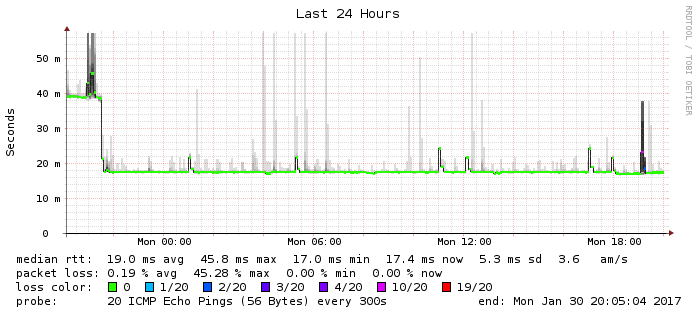 Last 24 Hours
RRDTOOL / TOBI OETIKER
Seconds
50 m
40 m
30 m
20 m
10 m
0
Mon 00:00 Mon 06:00 Mon 12:00 Mon 18:00
median rtt: 19.0 ms avg 45.8 ms max 17.0 ms min 17.4 ms now 5.3 ms sd 3.6 am/s
packet loss: 0.19 % avg 45.28 % max 0.00 % min 0.00 % now
loss color: 0 1/20 2/20 3/20 4/20 10/20 19/20
probe: 20 ICMP Echo Pings (56 Bytes) every 300s end: Mon Jan 30 20:05:04 2017